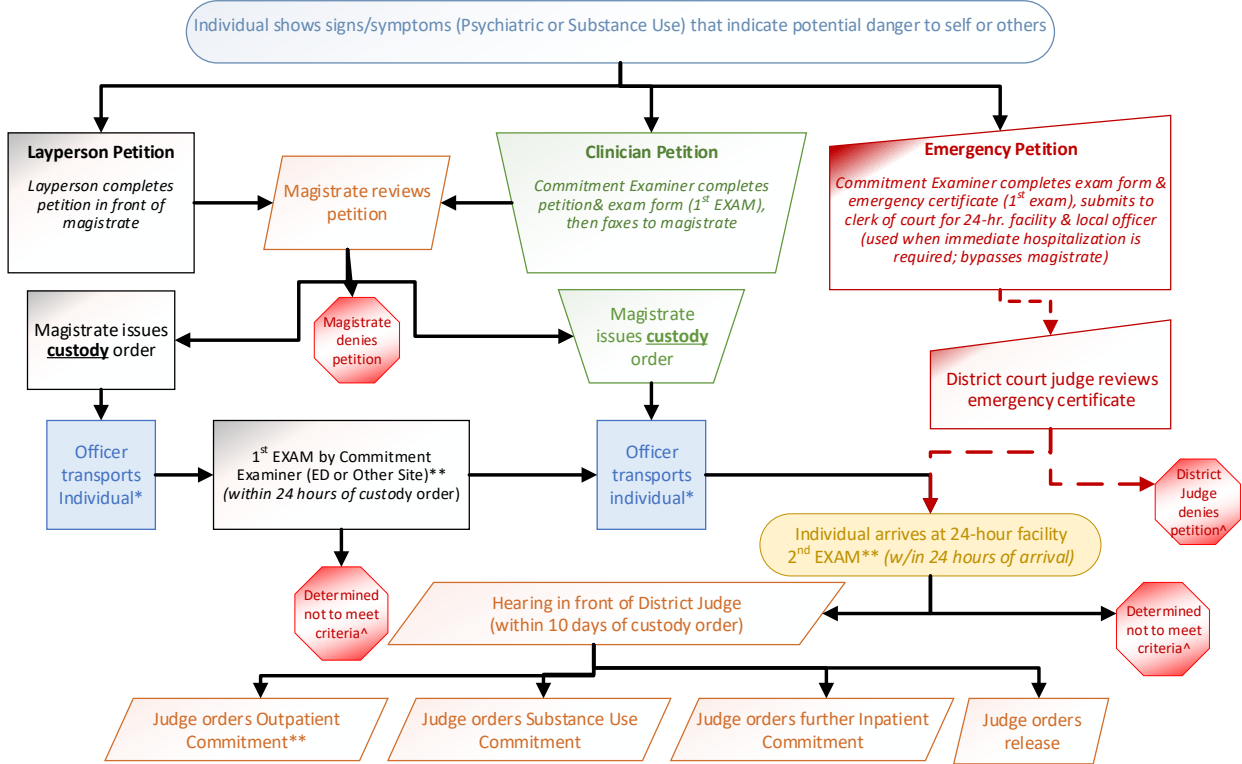 Individual shows signs/symptoms (Psychiatric or Substance Use) that indicate potential danger to self or others
Layperson Petition
Layperson completes
petition in front of
magistrate
Magistrate reviews
petition
Clinician Petition
Commitment Examiner completes
petition& exam form (1st EXAM),
then faxes to magistrate
Emergency Petition
Commitment Examiner completes exam form &
emergency certificate (1st exam), submits to
clerk of court for 24-hr. facility & local officer
(used when immediate hospitalization is
required; bypasses magistrate)
Magistrate issues
custody order
Magistrate
denies
petition
Magistrate
issues custody
order
District court judge reviews
emergency certificate
Officer
transports
Individual*
1st EXAM by Commitment
Examiner (ED or Other Site)**
(within 24 hours of custody order)
Officer
transports
individual*
District
Judge
denies
petition^
Individual arrives at 24-hour facility
2nd EXAM** (w/in 24 hours of arrival)
Determined
not to meet
criteria^
Hearing in front of District Judge
(within 10 days of custody order)
Determined
not to meet
criteria^
Judge orders Outpatient
Commitment**
Judge orders Substance Use
Commitment
Judge orders further Inpatient
Commitment
Judge orders
release